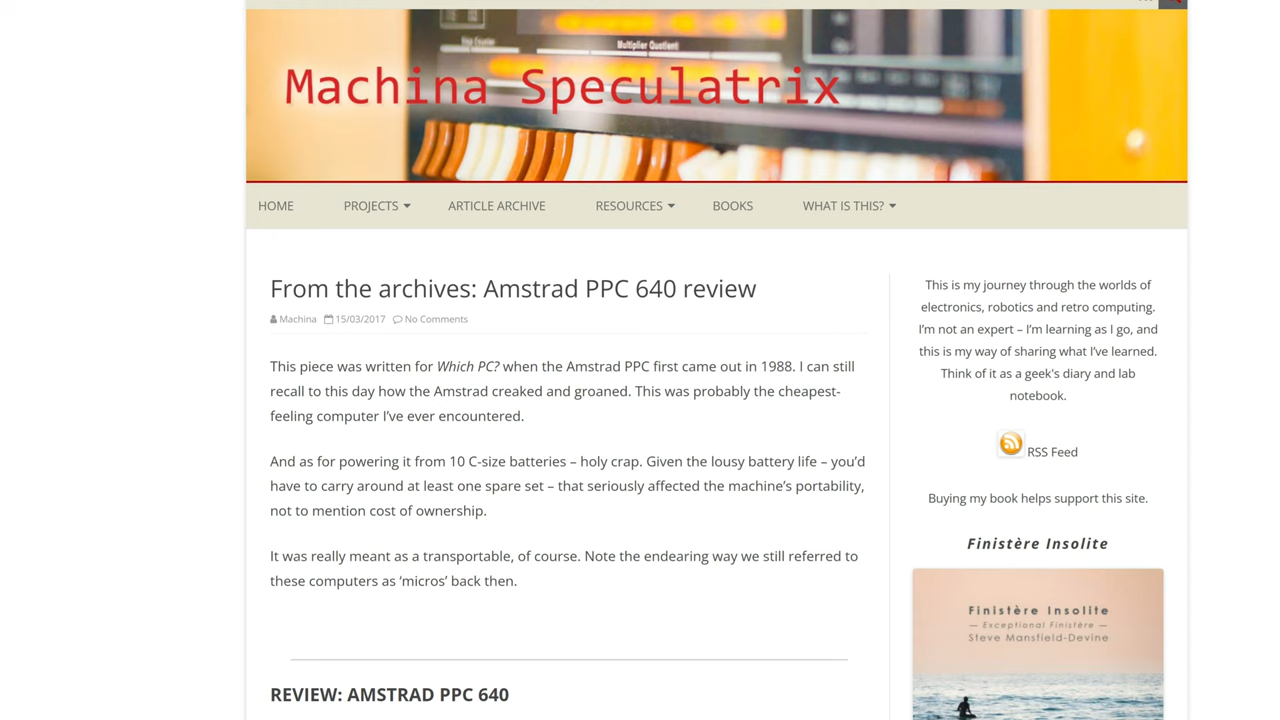 Multiplier Quotient
Machina Speculatrix
HOME PROJECTS ARTICLE ARCHIVE RESOURCES BOOKS WHAT IS THIS?
From the archives: Amstrad PPC 640 review
Machina 15/03/2017 No Comments
This piece was written for Which PC? when the Amstrad PPC first came out in 1988. I can still
recall to this day how the Amstrad creaked and groaned. This was probably the cheapest-
feeling computer I’ve ever encountered.
And as for powering it from 10 C-size batteries – holy crap. Given the lousy battery life – you’d
have to carry around at least one spare set – that seriously affected the machine’s portability,
not to mention cost of ownership.
It was really meant as a transportable, of course. Note the endearing way we still referred to
these computers as ‘micros’ back then.
REVIEW: AMSTRAD PPC 640
This is my journey through the worlds of
electronics, robotics and retro computing.
I’m not an expert – I’m learning as I go, and
this is my way of sharing what I’ve learned.
Think of it as a geek's diary and lab
notebook.
RSS Feed
Buying my book helps support this site.
Finistère Insolite
Finistère Insolite
— Exceptional Finistère —
Steve Mansfield-Devine